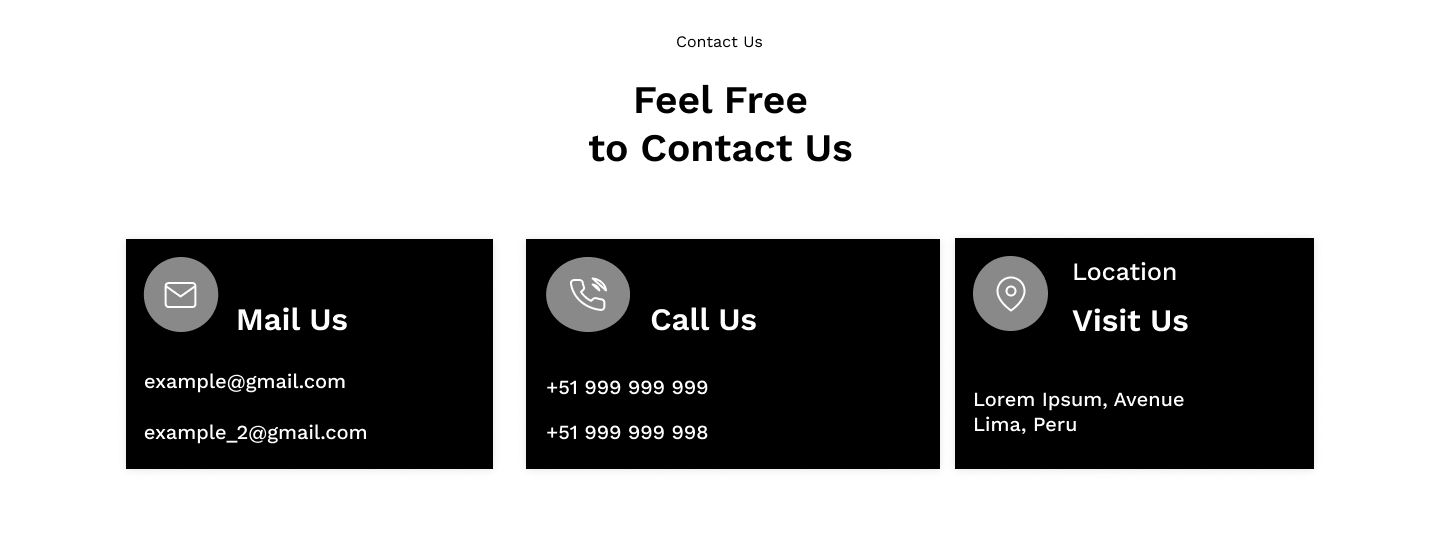 Contact Us
Feel Free
to Contact Us
Mail Us
example@gmail.com
example_2@gmail.com
Call Us
+51 999 999 999
+51 999 999 998
Location
Visit Us
Lorem Ipsum, Avenue
Lima, Peru